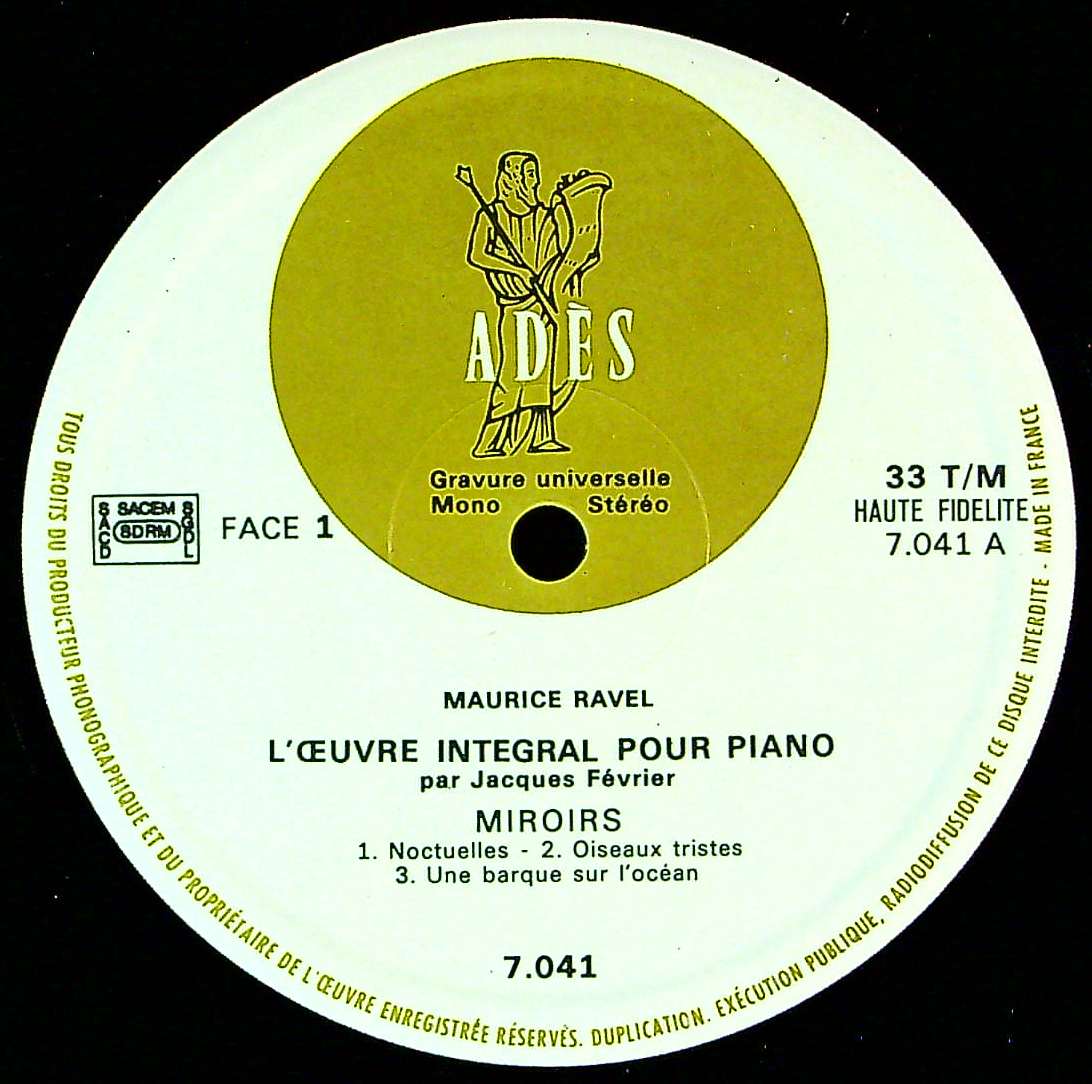 ADÈS
Gravure universelle
Mono Stéréo
SACEM
SACD
SDRM
SGDL
FACE 1
33 T/M
HAUTE FIDELITE
7.041 A
MAURICE RAVEL
L'ŒUVRE INTEGRAL POUR PIANO
par Jacques Février
MIROIRS
1. Noctuelles - 2. Oiseaux tristes
3. Une barque sur l'océan
7.041
TOUS DROITS DU PRODUCTEUR PHONOGRAPHIQUE ET DU PROPRIÉTAIRE DE L'ŒUVRE ENREGISTRÉE RÉSERVÉS. DUPLICATION. EXÉCUTION PUBLIQUE, RADIODIFFUSION DE CE DISQUE INTERDITE - MADE IN FRANCE